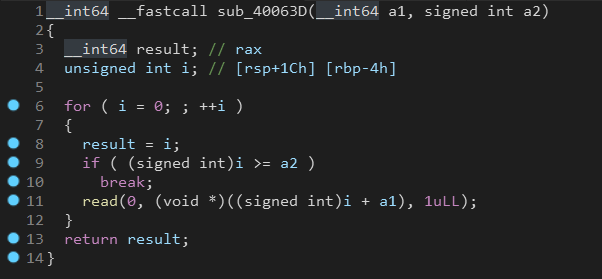 1 __int64 __fastcall sub_40063D(__int64 a1, signed int a2)
2 {
3 __int64 result; // rax
4 unsigned int i; // [rsp+1Ch] [rbp-4h]
5
6 for ( i = 0; ; ++i )
7 {
8 result = i;
9 if ( (signed int)i >= a2 )
10 break;
11 read(0, (void *)((signed int)i + a1), 1uLL);
12 }
13 return result;
14 }